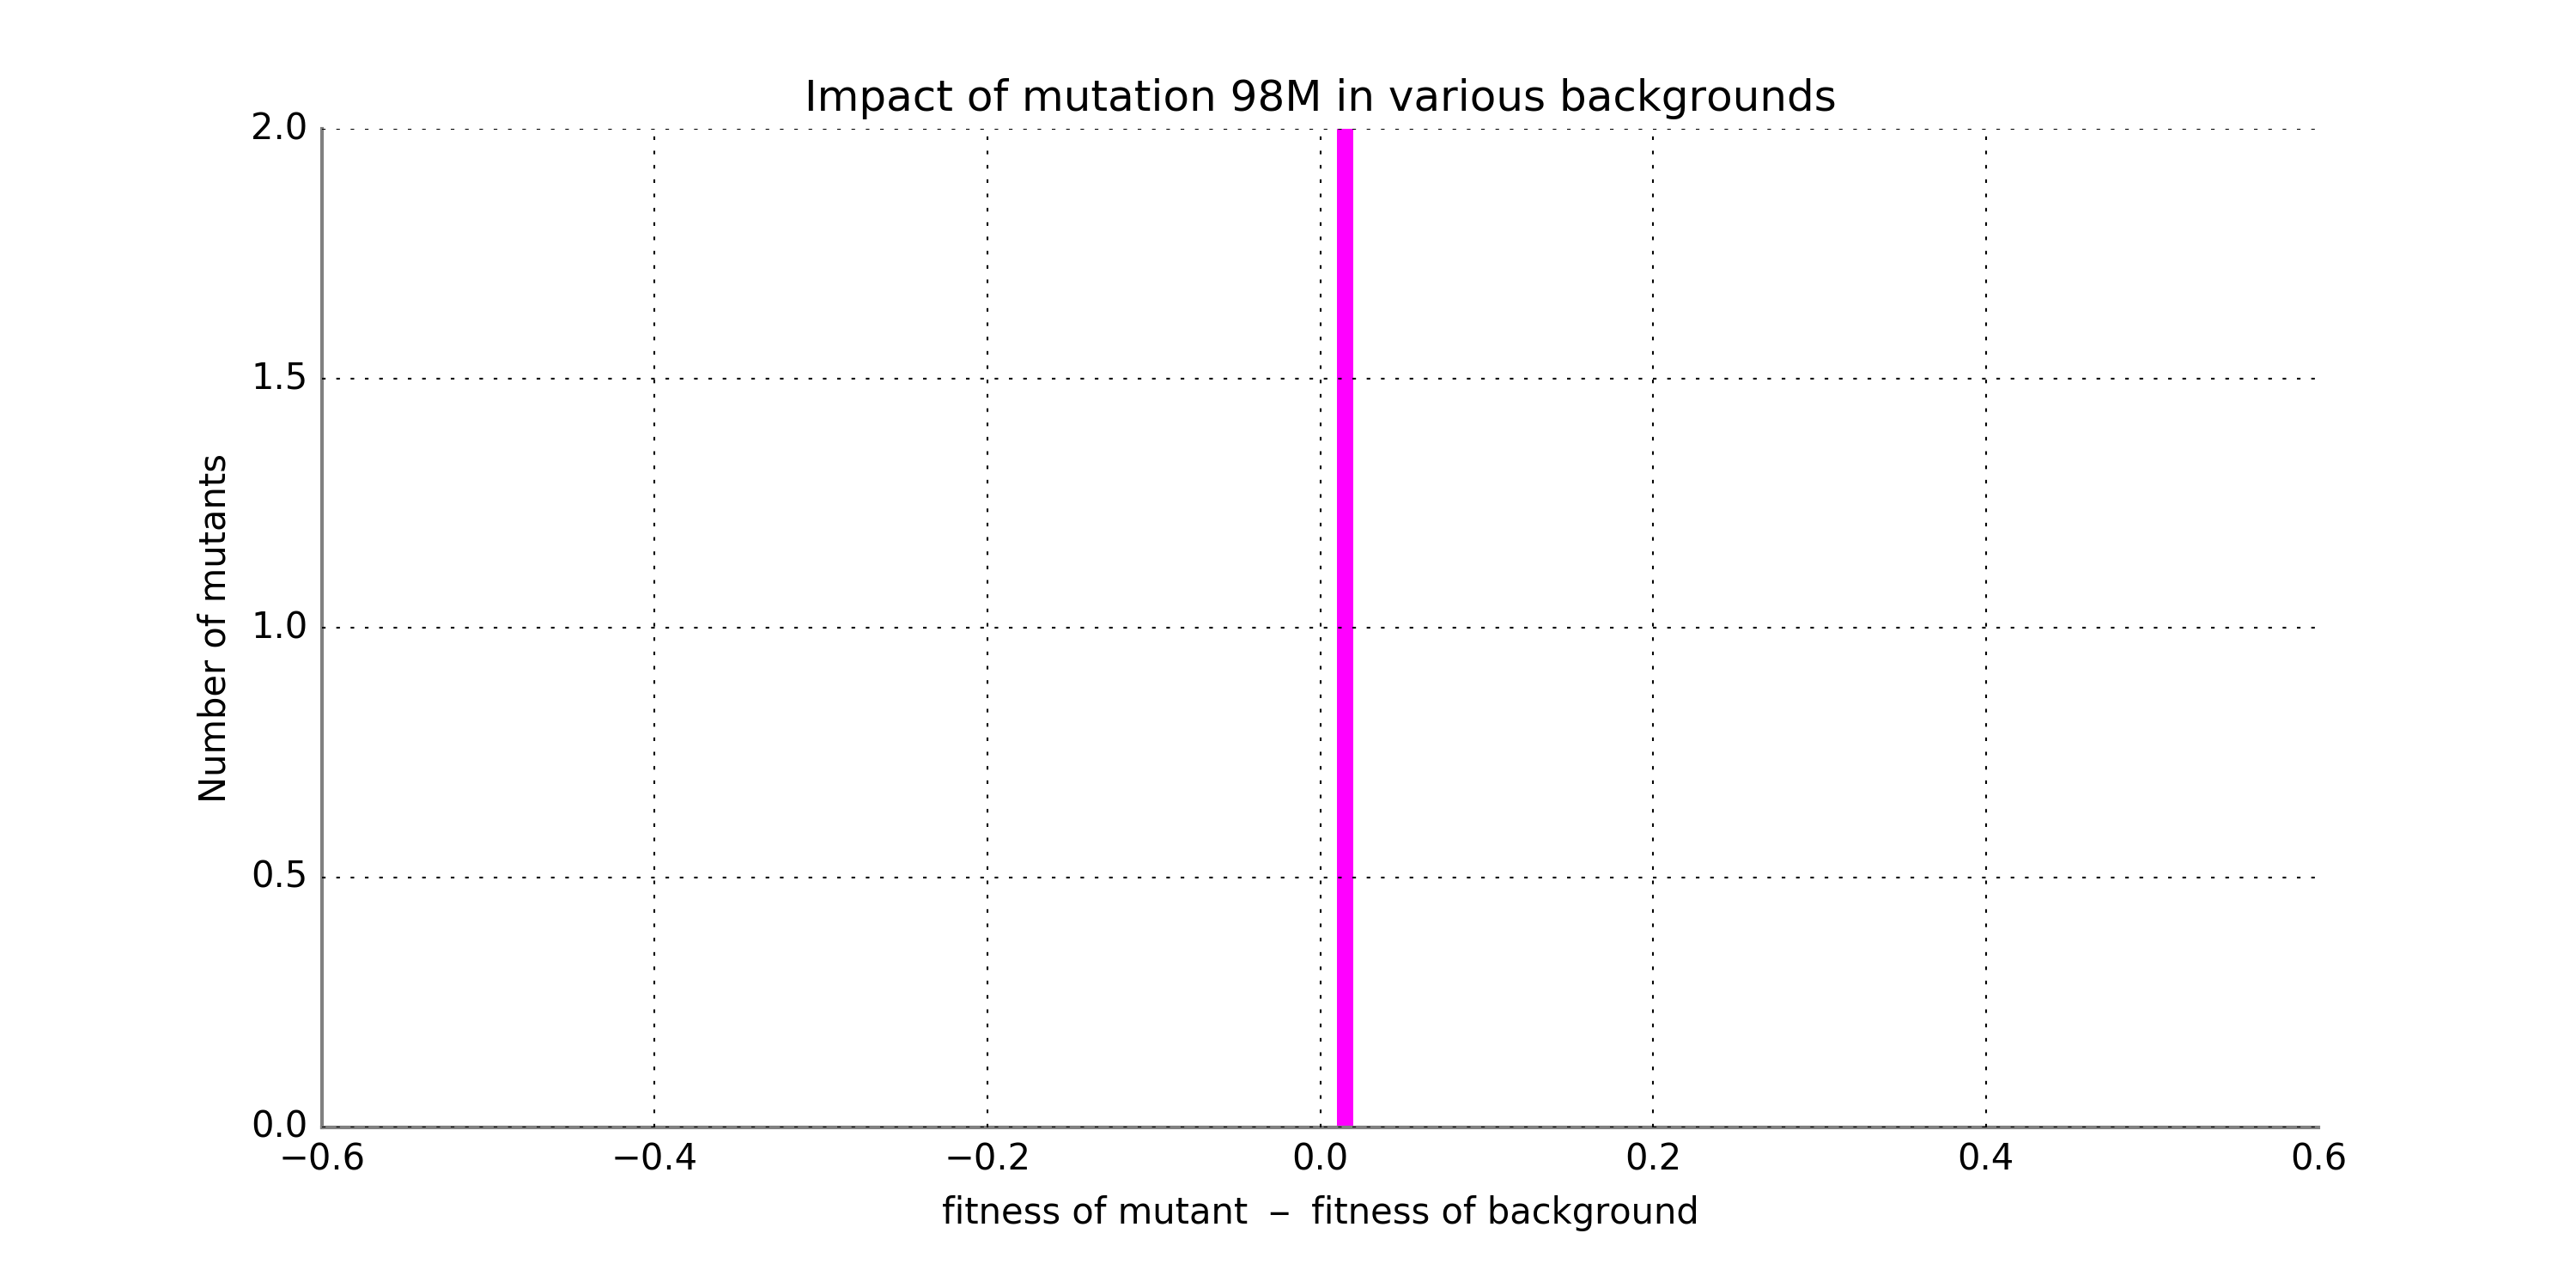 Impact of mutation 98M in various backgrounds
2.0
1.5
1.0
0.5
0.0
Number of mutants
−0.6 −0.4 −0.2 0.0 0.2 0.4 0.6
fitness of mutant − fitness of background